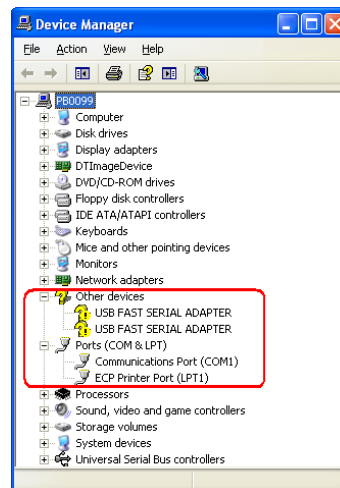 Device Manager
File Action View Help
PB0099
Computer
Disk drives
Display adapters
DTImageDevice
DVD/CD-ROM drives
Floppy disk controllers
IDE ATA/ATAPI controllers
Keyboards
Mice and other pointing devices
Monitors
Network adapters
Other devices
USB FAST SERIAL ADAPTER
USB FAST SERIAL ADAPTER
Ports (COM & LPT)
Communications Port (COM1)
ECP Printer Port (LPT1)
Processors
Sound, video and game controllers
Storage volumes
System devices
Universal Serial Bus controllers